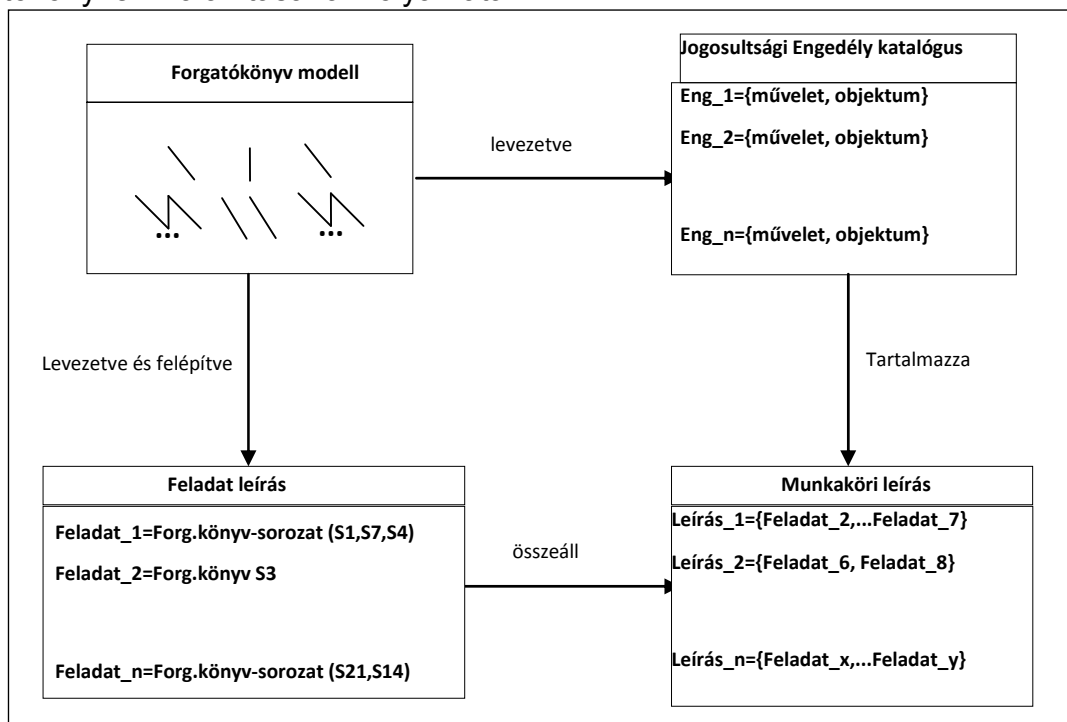 Forgatókönyv modell
Jogosultsági Engedély katalógus
Eng_1={művelet, objektum}
Eng_2={művelet, objektum}
Eng_n={művelet, objektum}
...
...
levezetve
Levezetve és felépítve
Tartalmazza
Feladat leírás
Feladat_1=Forg.könyv-sorozat (S1,S7,S4)
Feladat_2=Forg.könyv S3
Feladat_n=Forg.könyv-sorozat (S21,S14)
összeáll
Munkaköri leírás
Leírás_1={Feladat_2,...Feladat_7}
Leírás_2={Feladat_6, Feladat_8}
Leírás_n={Feladat_x,...Feladat_y}